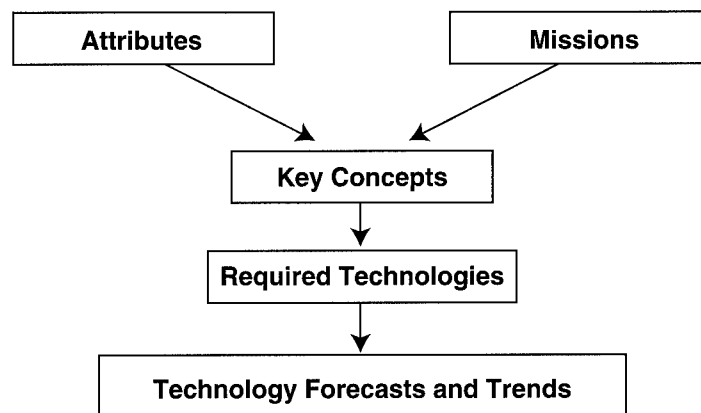 Attributes
Missions
Key Concepts
Required Technologies
Technology Forecasts and Trends